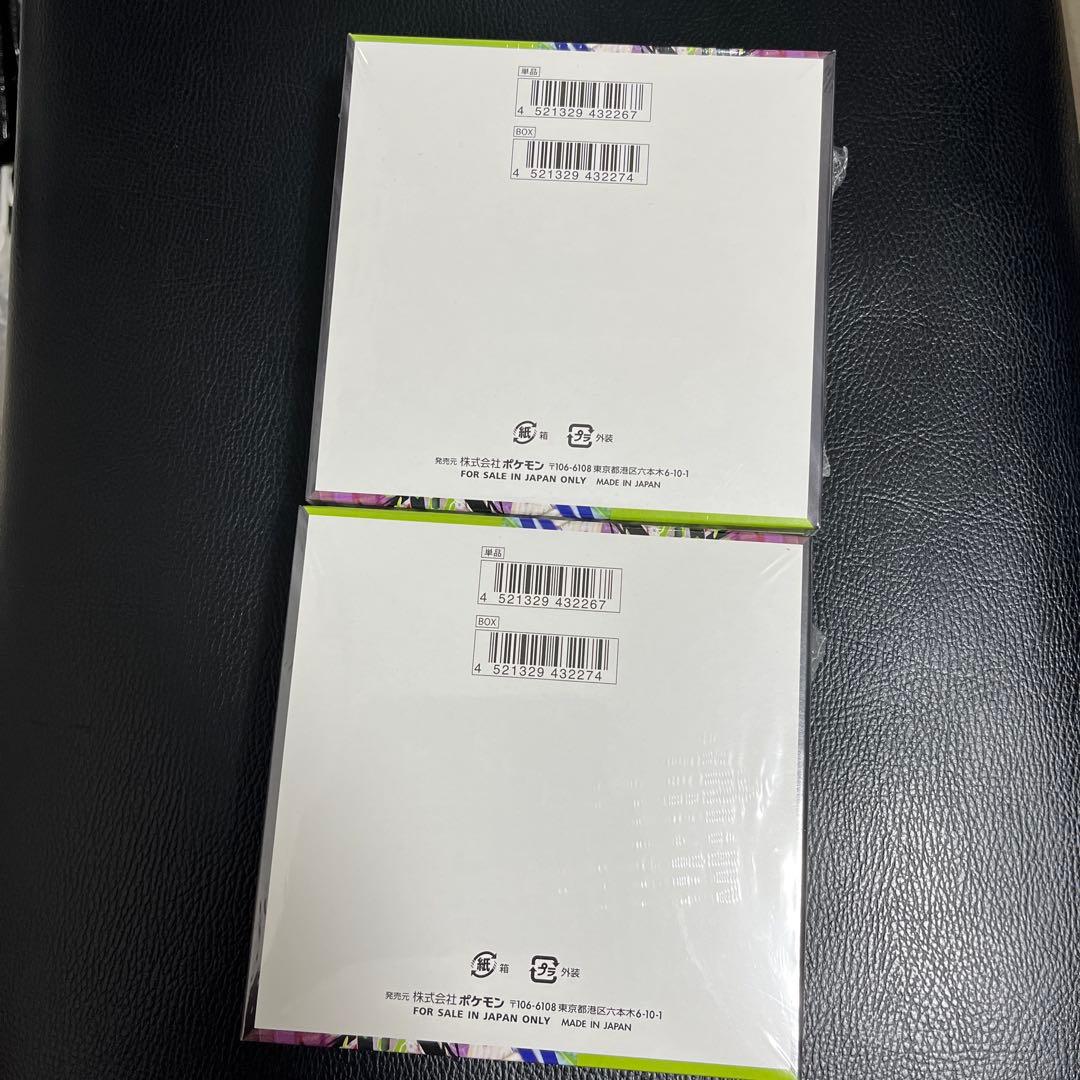 単品
4 521329 432267
BOX
4 521329 432274
紙 箱 プラ 外装
発売元 株式会社ポケモン 〒106-6108 東京都港区六本木6-10-1
FOR SALE IN JAPAN ONLY MADE IN JAPAN
単品
4 521329 432267
BOX
4 521329 432274
紙 箱 プラ 外装
発売元 株式会社ポケモン 〒106-6108 東京都港区六本木6-10-1
FOR SALE IN JAPAN ONLY MADE IN JAPAN